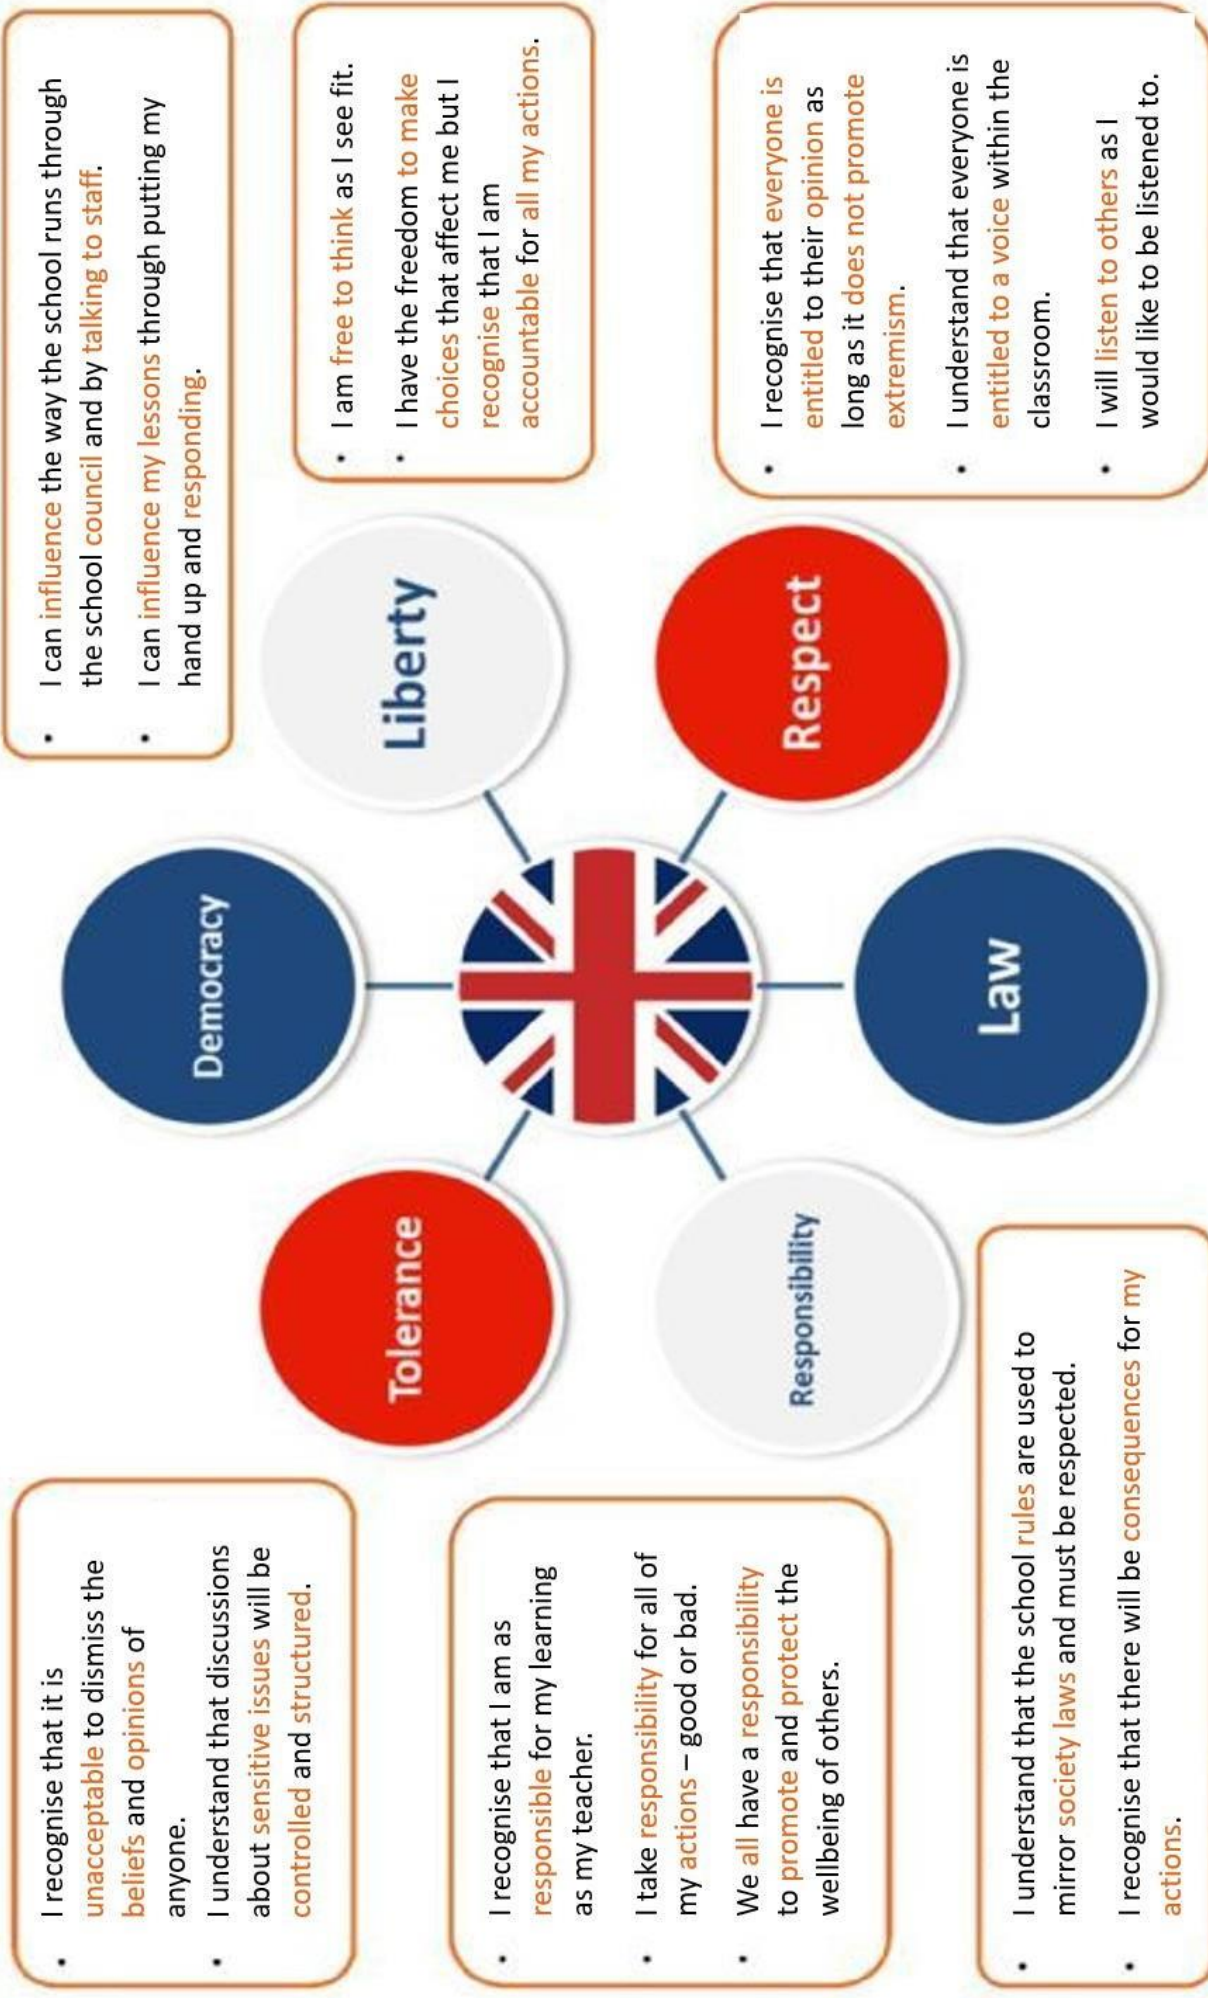 Democracy
• I can influence the way the school runs through
the school council and by talking to staff.
• I can influence my lessons through putting my
hand up and responding.
Liberty
• I am free to think as I see fit.
• I have the freedom to make
choices that affect me but I
recognise that I am
accountable for all my actions.
Respect
• I recognise that everyone is
entitled to their opinion as
long as it does not promote
extremism.
• I understand that everyone is
entitled to a voice within the
classroom.
• I will listen to others as I
would like to be listened to.
Law
• I understand that the school rules are used to
mirror society laws and must be respected.
• I recognise that there will be consequences for my
actions.
Responsibility
• I recognise that I am as
responsible for my learning
as my teacher.
• I take responsibility for all of
my actions – good or bad.
• We all have a responsibility
to promote and protect the
wellbeing of others.
Tolerance
• I recognise that it is
unacceptable to dismiss the
beliefs and opinions of
anyone.
• I understand that discussions
about sensitive issues will be
controlled and structured.